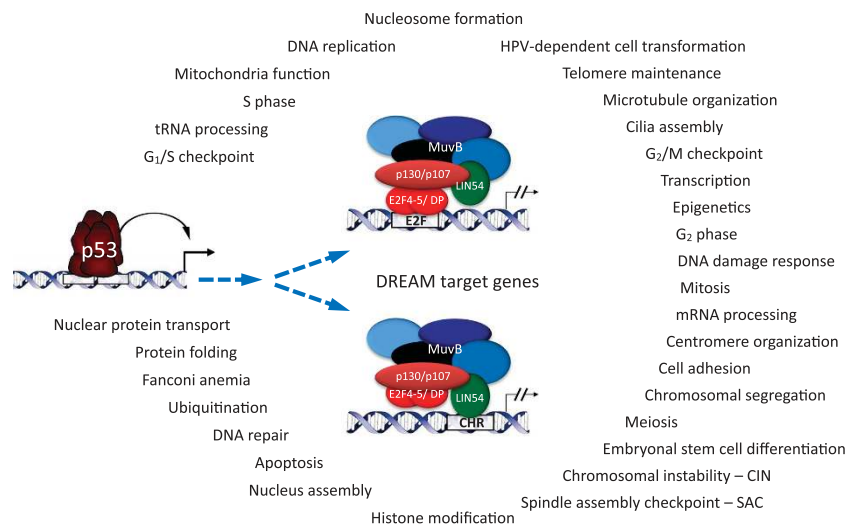 Nucleosome formation
DNA replication
HPV-dependent cell transformation
Mitochondria function
Telomere maintenance
S phase
Microtubule organization
tRNA processing
Cilia assembly
G₁/S checkpoint
G₂/M checkpoint
MuvB
p130/p107
LIN54
E2F4-5/ DP
E2F
Transcription
Epigenetics
G₂ phase
p53
DNA damage response
DREAM target genes
Mitosis
mRNA processing
Nuclear protein transport
Centromere organization
Protein folding
MuvB
Cell adhesion
Fanconi anemia
p130/p107
Chromosomal segregation
E2F4-5/ DP
LIN54
Ubiquitination
CHR
Meiosis
DNA repair
Embryonal stem cell differentiation
Apoptosis
Chromosomal instability – CIN
Nucleus assembly
Spindle assembly checkpoint – SAC
Histone modification